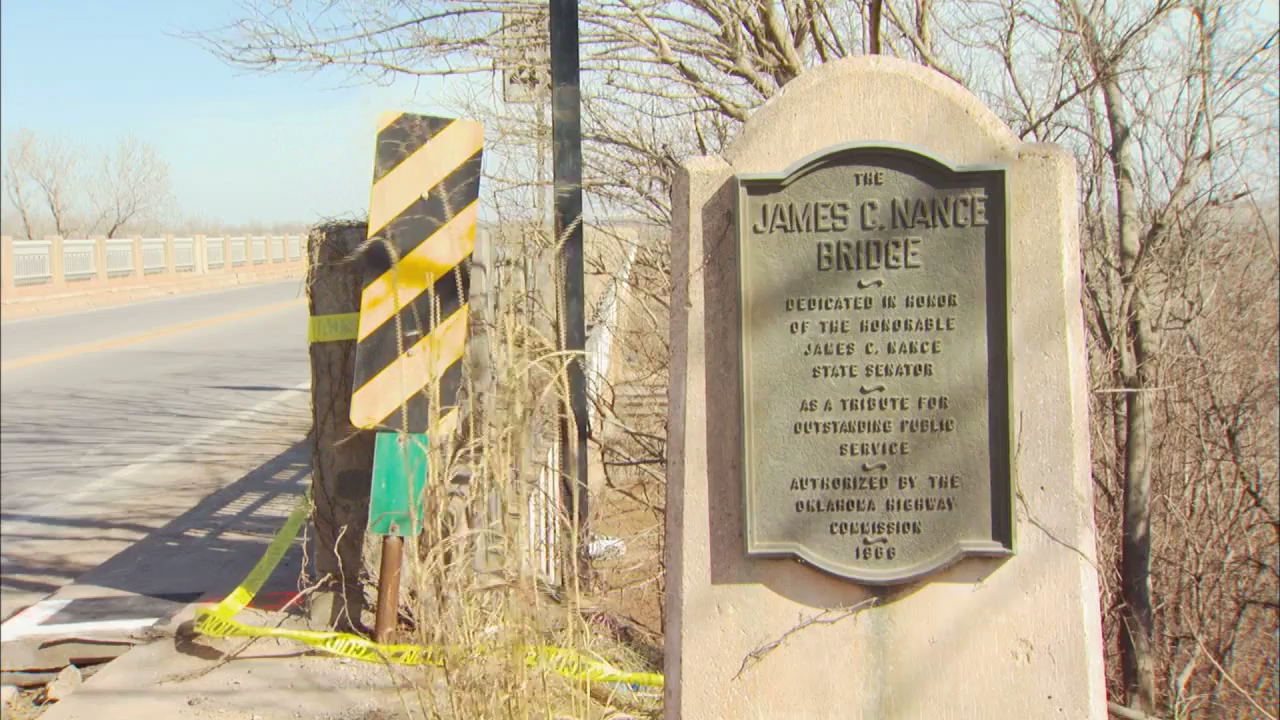 THE
JAMES C. NANCE
BRIDGE
DEDICATED IN HONOR
OF THE HONORABLE
JAMES C. NANCE
STATE SENATOR
AS A TRIBUTE FOR
OUTSTANDING PUBLIC
SERVICE
AUTHORIZED BY THE
OKLAHOMA HIGHWAY
COMMISSION
1966